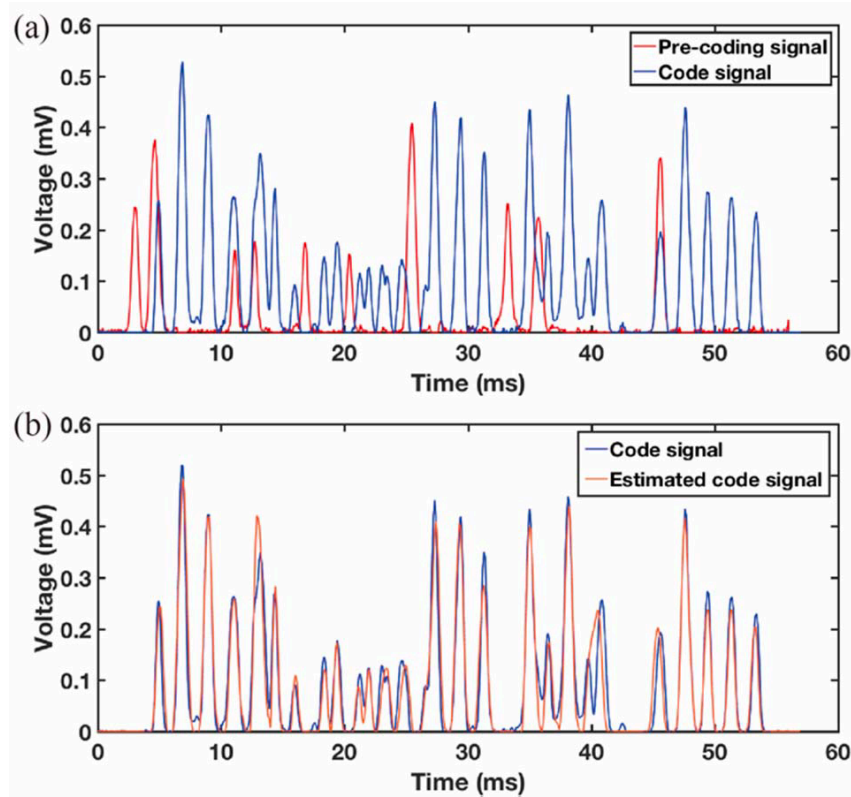 (a)
0.6
0.5
0.4
0.3
0.2
0.1
0
Voltage (mV)
Pre-coding signal
Code signal
0 10 20 30 40 50 60
Time (ms)
(b)
0.6
0.5
0.4
0.3
0.2
0.1
0
Voltage (mV)
Code signal
Estimated code signal
0 10 20 30 40 50 60
Time (ms)